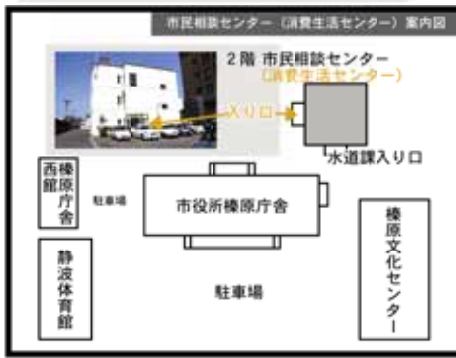 市民相談センター（消費生活センター）案内図
2階 市民相談センター
（消費生活センター）
入り口
水道課入り口
榛原庁舎
西館
駐車場
市役所榛原庁舎
静波体育館
駐車場
榛原文化センター